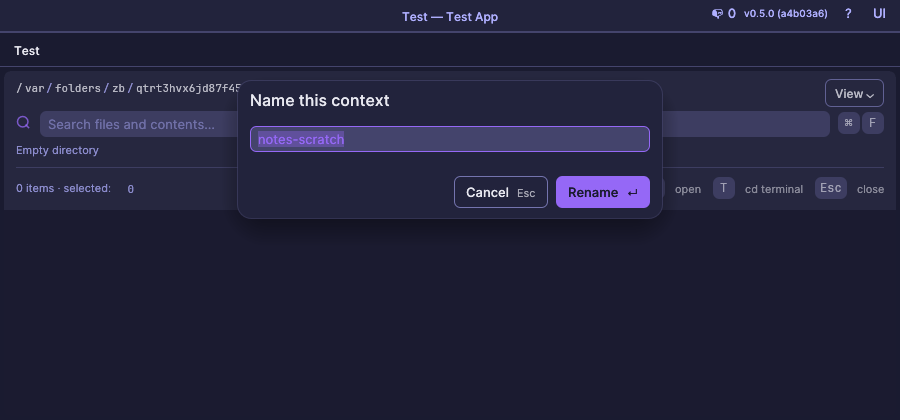 Test — Test App
0 v0.5.0 (a4b03a6) ? UI
Test
/var/folders/zb/qtrt3hvx6jd87f45
View
Search files and contents...
⌘ F
Empty directory
0 items · selected: 0
open T cd terminal Esc close
Name this context
notes-scratch
Cancel Esc
Rename ↵